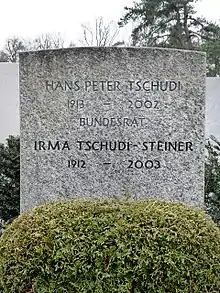 HANS PETER TSCHUDI
1913 – 2002
BUNDESRAT
IRMA TSCHUDI-STEINER
1912 – 2003